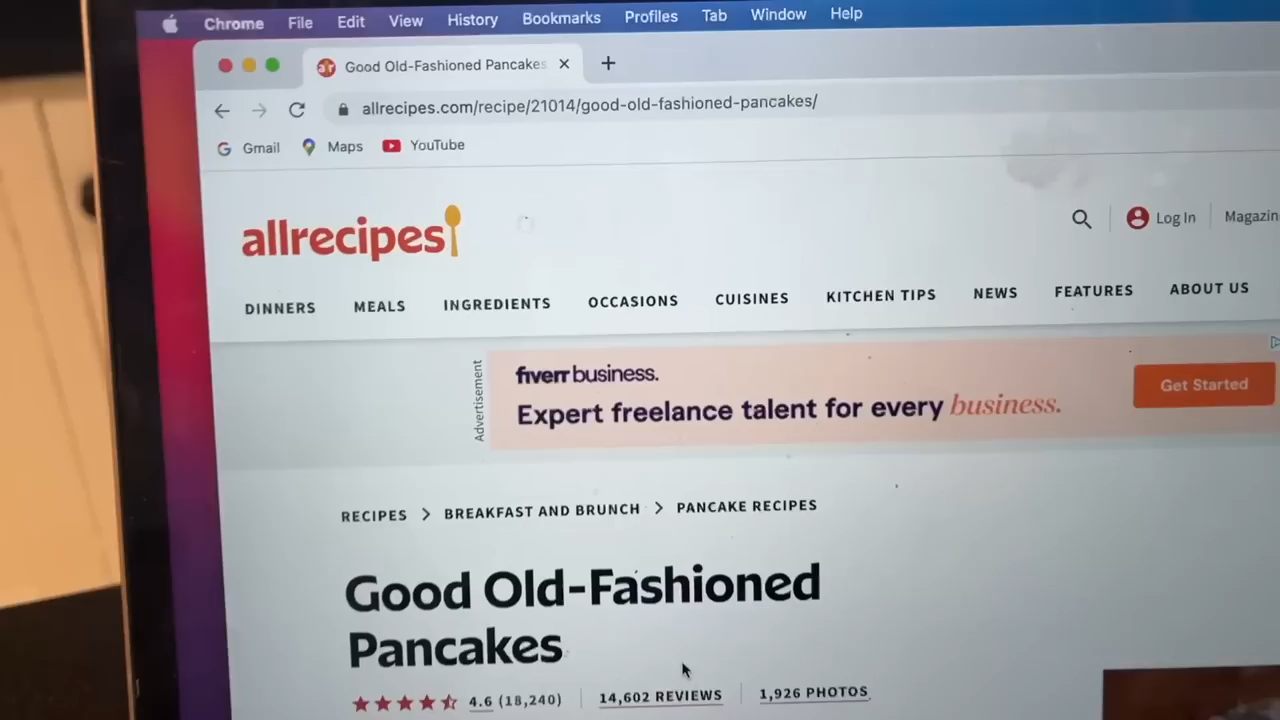 Chrome File Edit View History Bookmarks Profiles Tab Window Help
Good Old-Fashioned Pancakes
allrecipes.com/recipe/21014/good-old-fashioned-pancakes/
Gmail Maps YouTube
allrecipes
Log In Magazin
DINNERS MEALS INGREDIENTS OCCASIONS CUISINES KITCHEN TIPS NEWS FEATURES ABOUT US
Advertisement
fiverr business.
Expert freelance talent for every business.
Get Started
RECIPES > BREAKFAST AND BRUNCH > PANCAKE RECIPES
Good Old-Fashioned
Pancakes
4.6 (18,240) 14,602 REVIEWS 1,926 PHOTOS